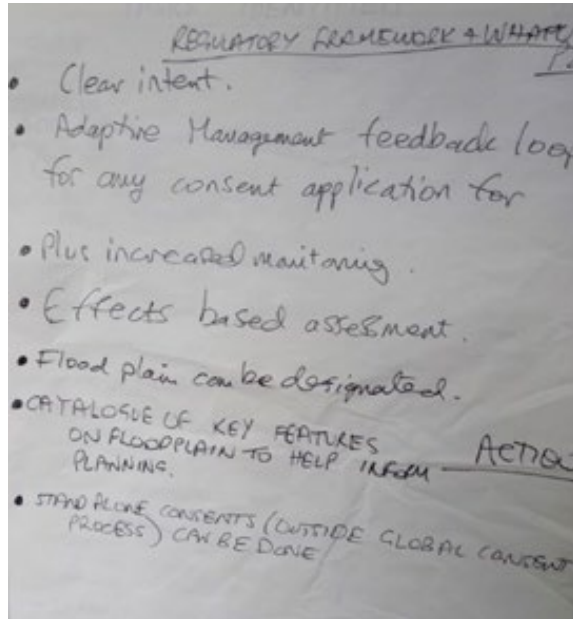 REGULATORY FRAMEWORK + WHAT
• Clear intent.
• Adaptive Management feedback loop
for any consent application for
• Plus increased monitoring.
• Effects based assessment.
• Flood plain can be designated.
• CATALOGUE OF KEY FEATURES
ON FLOODPLAIN TO HELP INFORM
PLANNING.
ACTION
• STAND ALONE CONSENTS (OUTSIDE GLOBAL CONSENT
PROCESS) CAN BE DONE